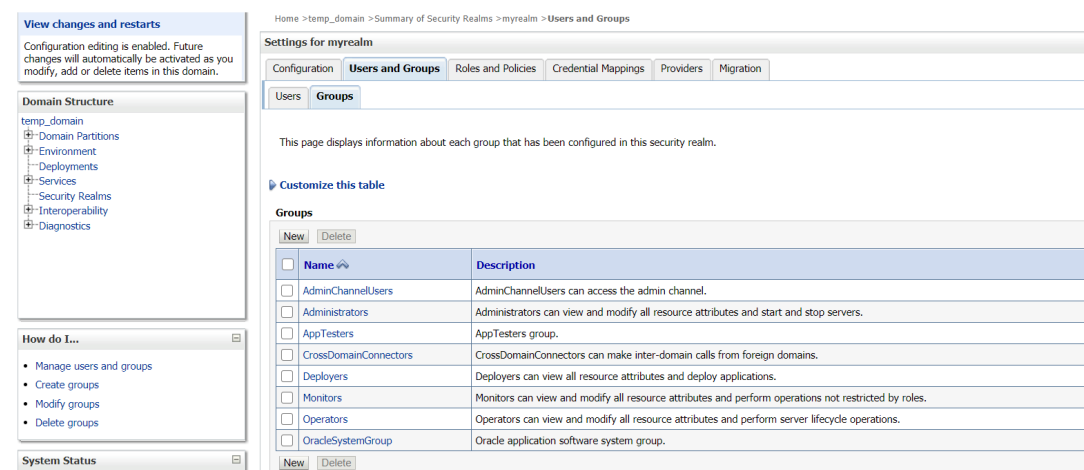 View changes and restarts
Configuration editing is enabled. Future
changes will automatically be activated as you
modify, add or delete items in this domain.
Domain Structure
temp_domain
Domain Partitions
Environment
Deployments
Services
Security Realms
Interoperability
Diagnostics
How do I...
Manage users and groups
Create groups
Modify groups
Delete groups
System Status
Home >temp_domain >Summary of Security Realms >myrealm >Users and Groups
Settings for myrealm
Configuration Users and Groups Roles and Policies Credential Mappings Providers Migration
Users Groups
This page displays information about each group that has been configured in this security realm.
Customize this table
Groups
New Delete
Name Description
AdminChannelUsers AdminChannelUsers can access the admin channel.
Administrators Administrators can view and modify all resource attributes and start and stop servers.
AppTesters AppTesters group.
CrossDomainConnectors CrossDomainConnectors can make inter-domain calls from foreign domains.
Deployers Deployers can view all resource attributes and deploy applications.
Monitors Monitors can view and modify all resource attributes and perform operations not restricted by roles.
Operators Operators can view and modify all resource attributes and perform server lifecycle operations.
OracleSystemGroup Oracle application software system group.
New Delete